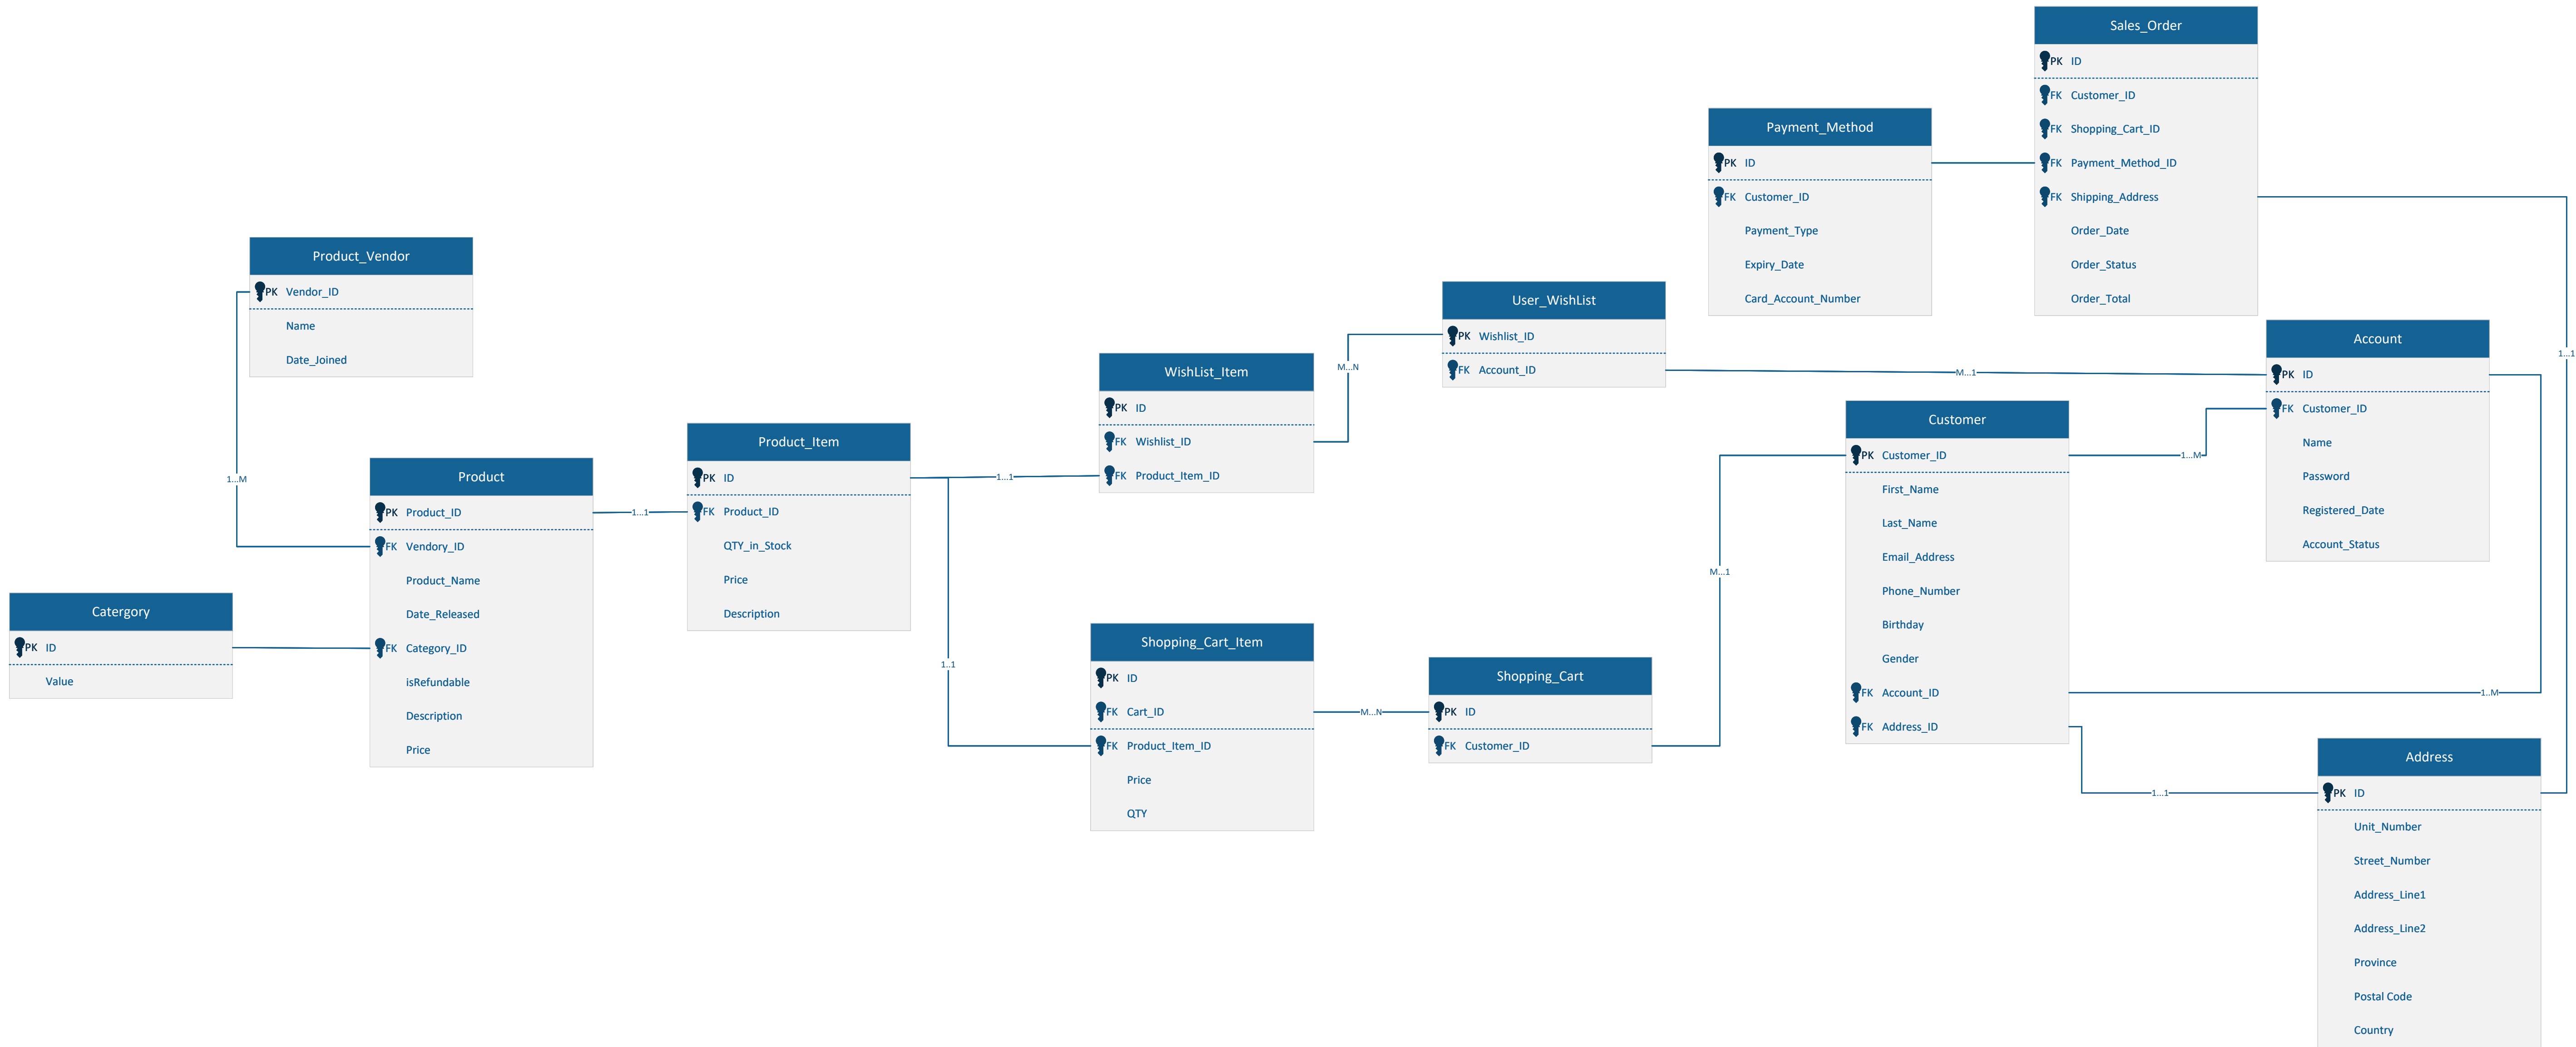 Sales_Order
PK ID
FK Customer_ID
FK Shopping_Cart_ID
FK Payment_Method_ID
FK Shipping_Address
Order_Date
Order_Status
Order_Total
Payment_Method
PK ID
FK Customer_ID
Payment_Type
Expiry_Date
Card_Account_Number
Product_Vendor
PK Vendor_ID
Name
Date_Joined
1...M
User_WishList
PK Wishlist_ID
FK Account_ID
M...N
M...1
1...1
Account
PK ID
FK Customer_ID
Name
Password
Registered_Date
Account_Status
WishList_Item
PK ID
FK Wishlist_ID
FK Product_Item_ID
1...1
Customer
PK Customer_ID
First_Name
Last_Name
Email_Address
Phone_Number
Birthday
Gender
FK Account_ID
FK Address_ID
1...M
1..M
1...1
M...1
Product_Item
PK ID
FK Product_ID
QTY_in_Stock
Price
Description
1...1
1..1
Product
PK Product_ID
FK Vendory_ID
Product_Name
Date_Released
FK Category_ID
isRefundable
Description
Price
Catergory
PK ID
Value
Shopping_Cart_Item
PK ID
FK Cart_ID
FK Product_Item_ID
Price
QTY
M...N
Shopping_Cart
PK ID
FK Customer_ID
Address
PK ID
Unit_Number
Street_Number
Address_Line1
Address_Line2
Province
Postal Code
Country